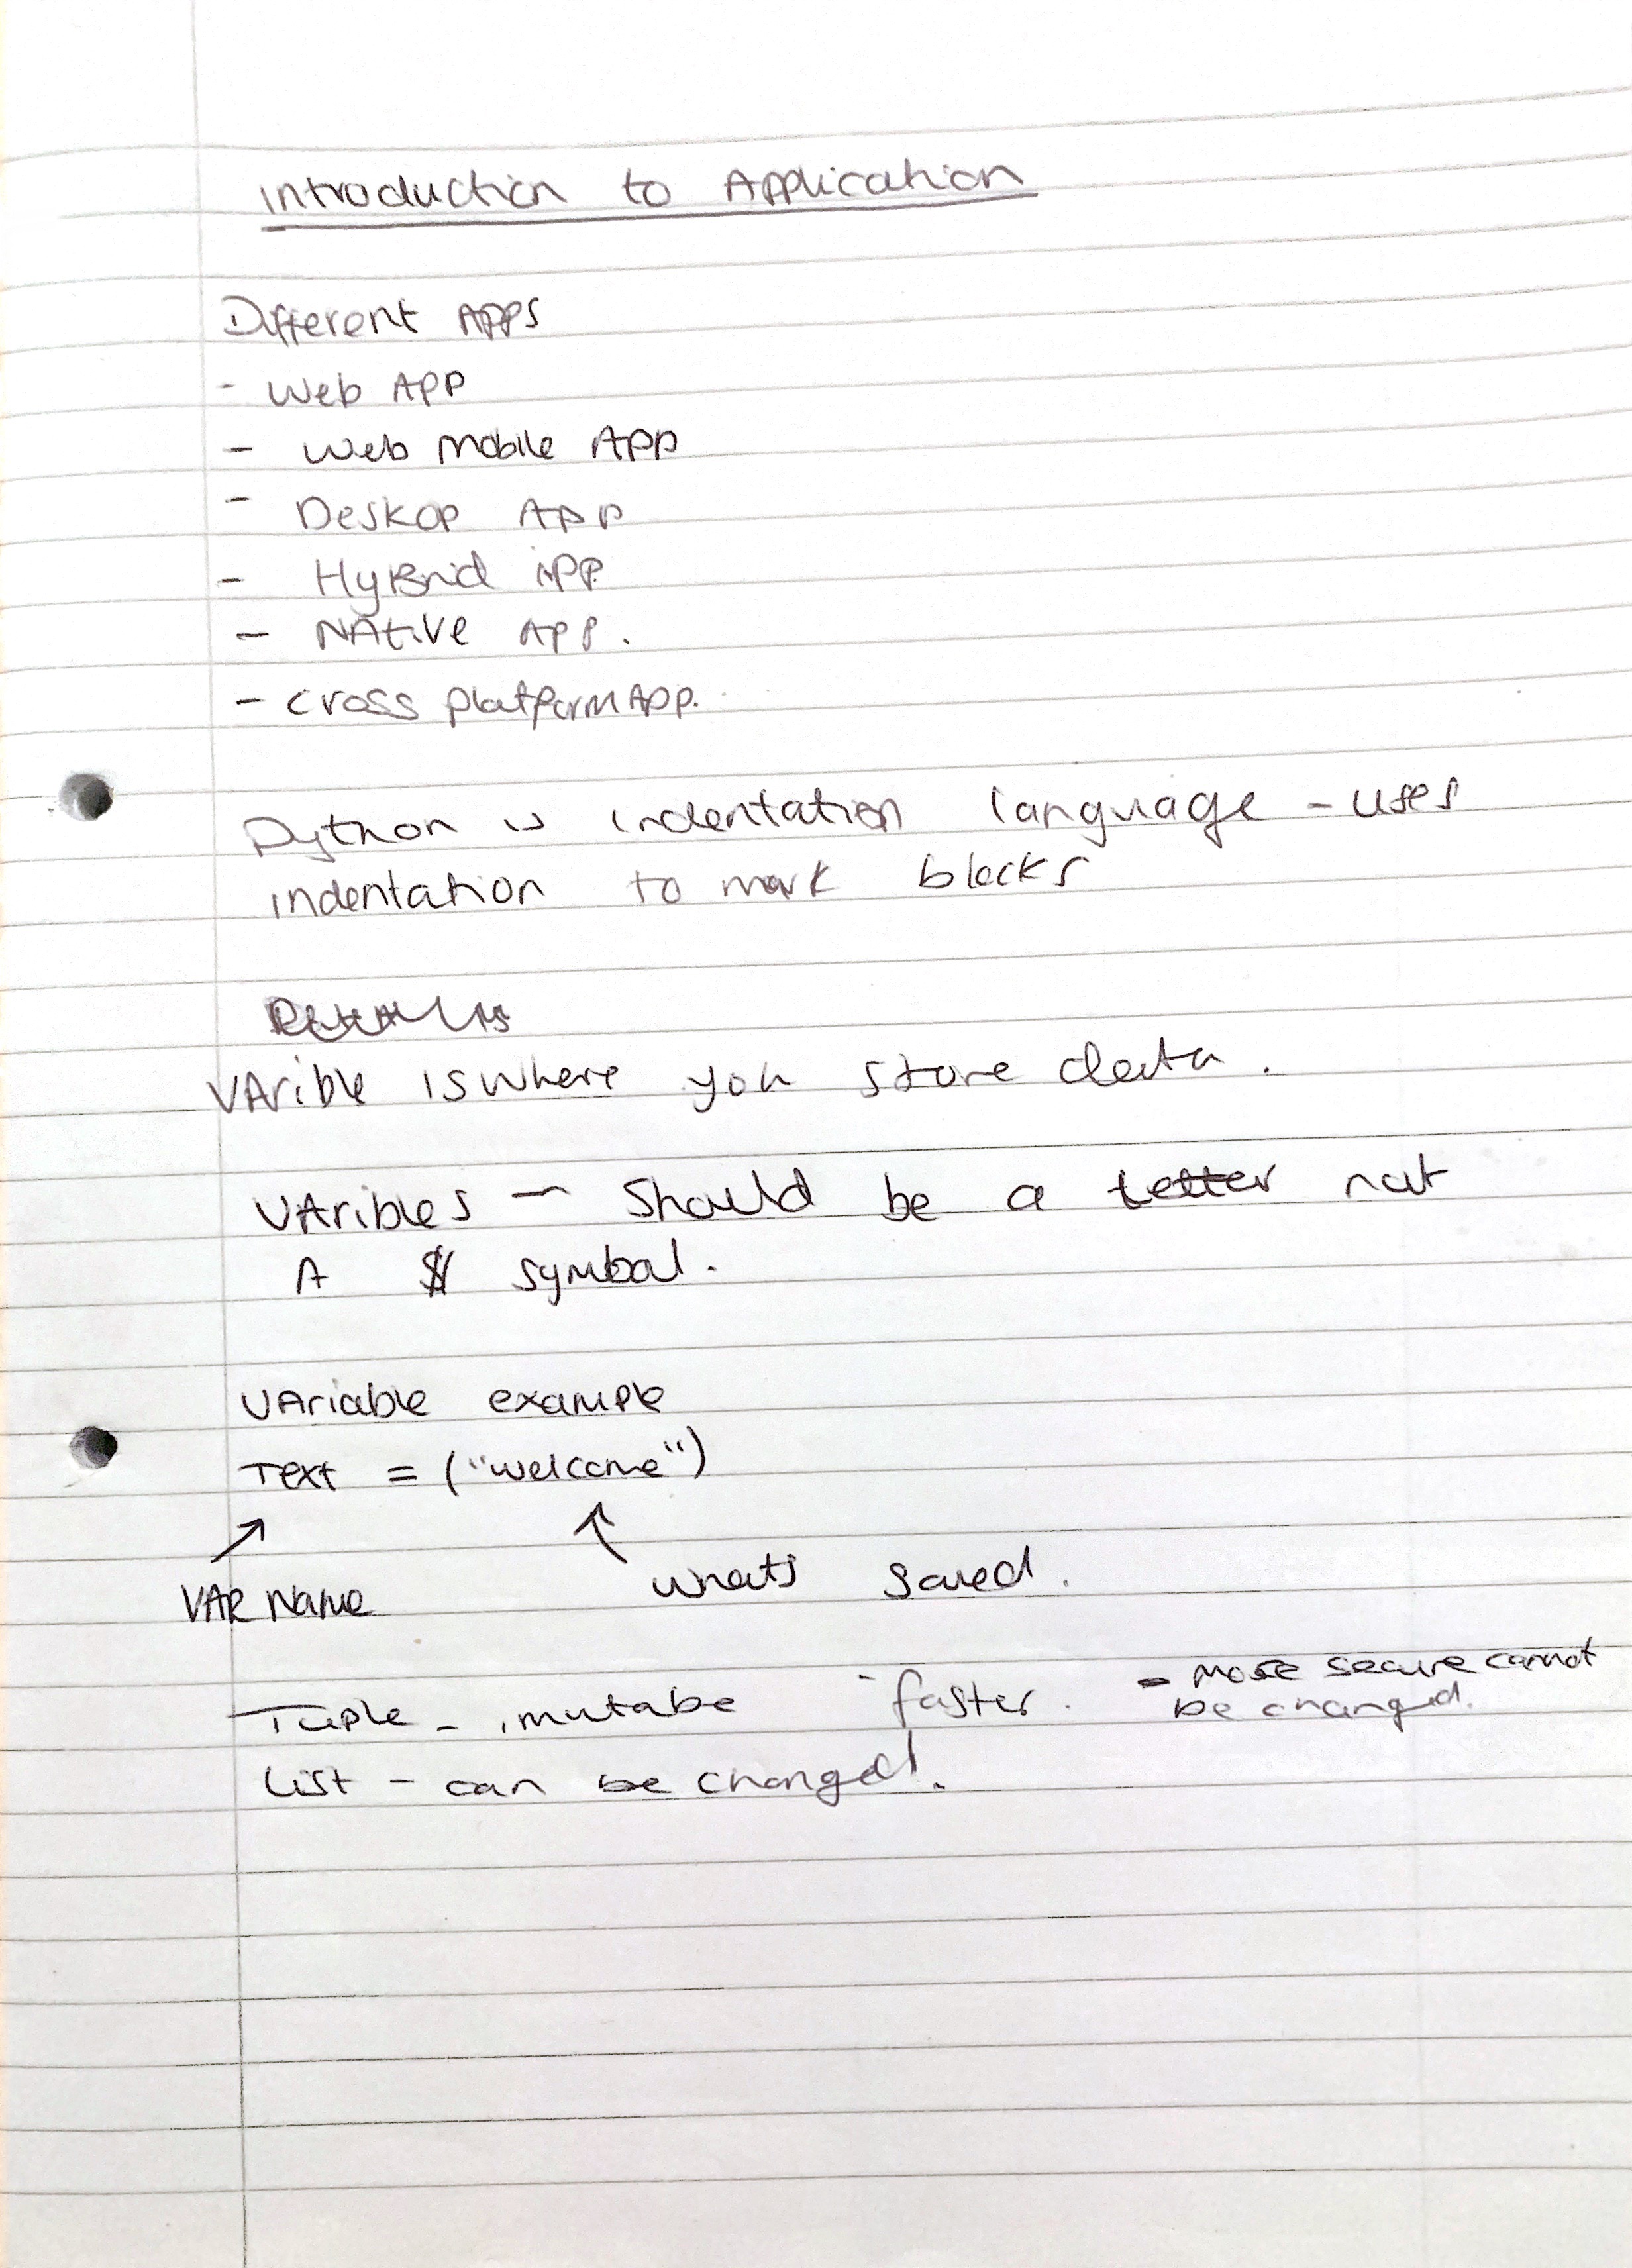 Introduction to Application
Different Apps
- Web App
- Web mobile App
- Deskop App
- Hybrid App
- NAtive App.
- cross platform App.
Python is indentation language - uses
indentation to mark blocks
VArible is where you store data.
VAribles - Should be a letter not
A $ symbol.
VAriable example
Text = ("welcome")
VAR Name
whats saved.
Tuple - imutabe - faster. - more secure cannot
be changed.
List - can be changed.